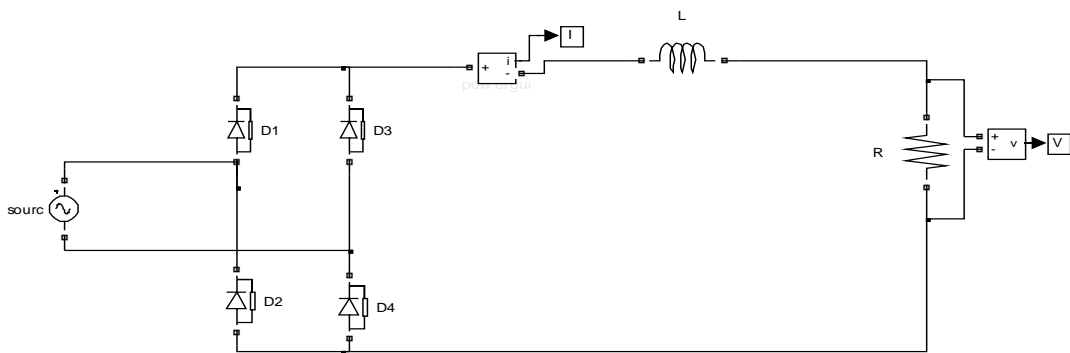 L
I
+
i
-
powergui
D1
D3
R
+
-
v
V
sourc
D2
D4